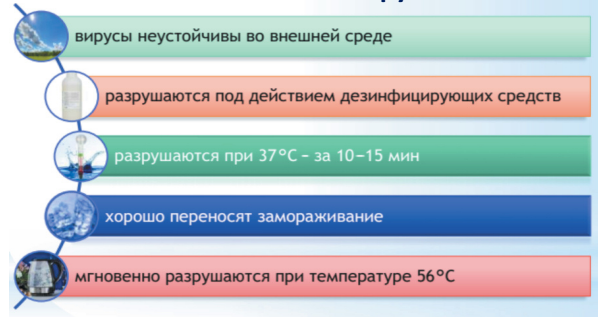 вирусы неустойчивы во внешней среде
разрушаются под действием дезинфицирующих средств
разрушаются при 37°С – за 10–15 мин
хорошо переносят замораживание
мгновенно разрушаются при температуре 56°С